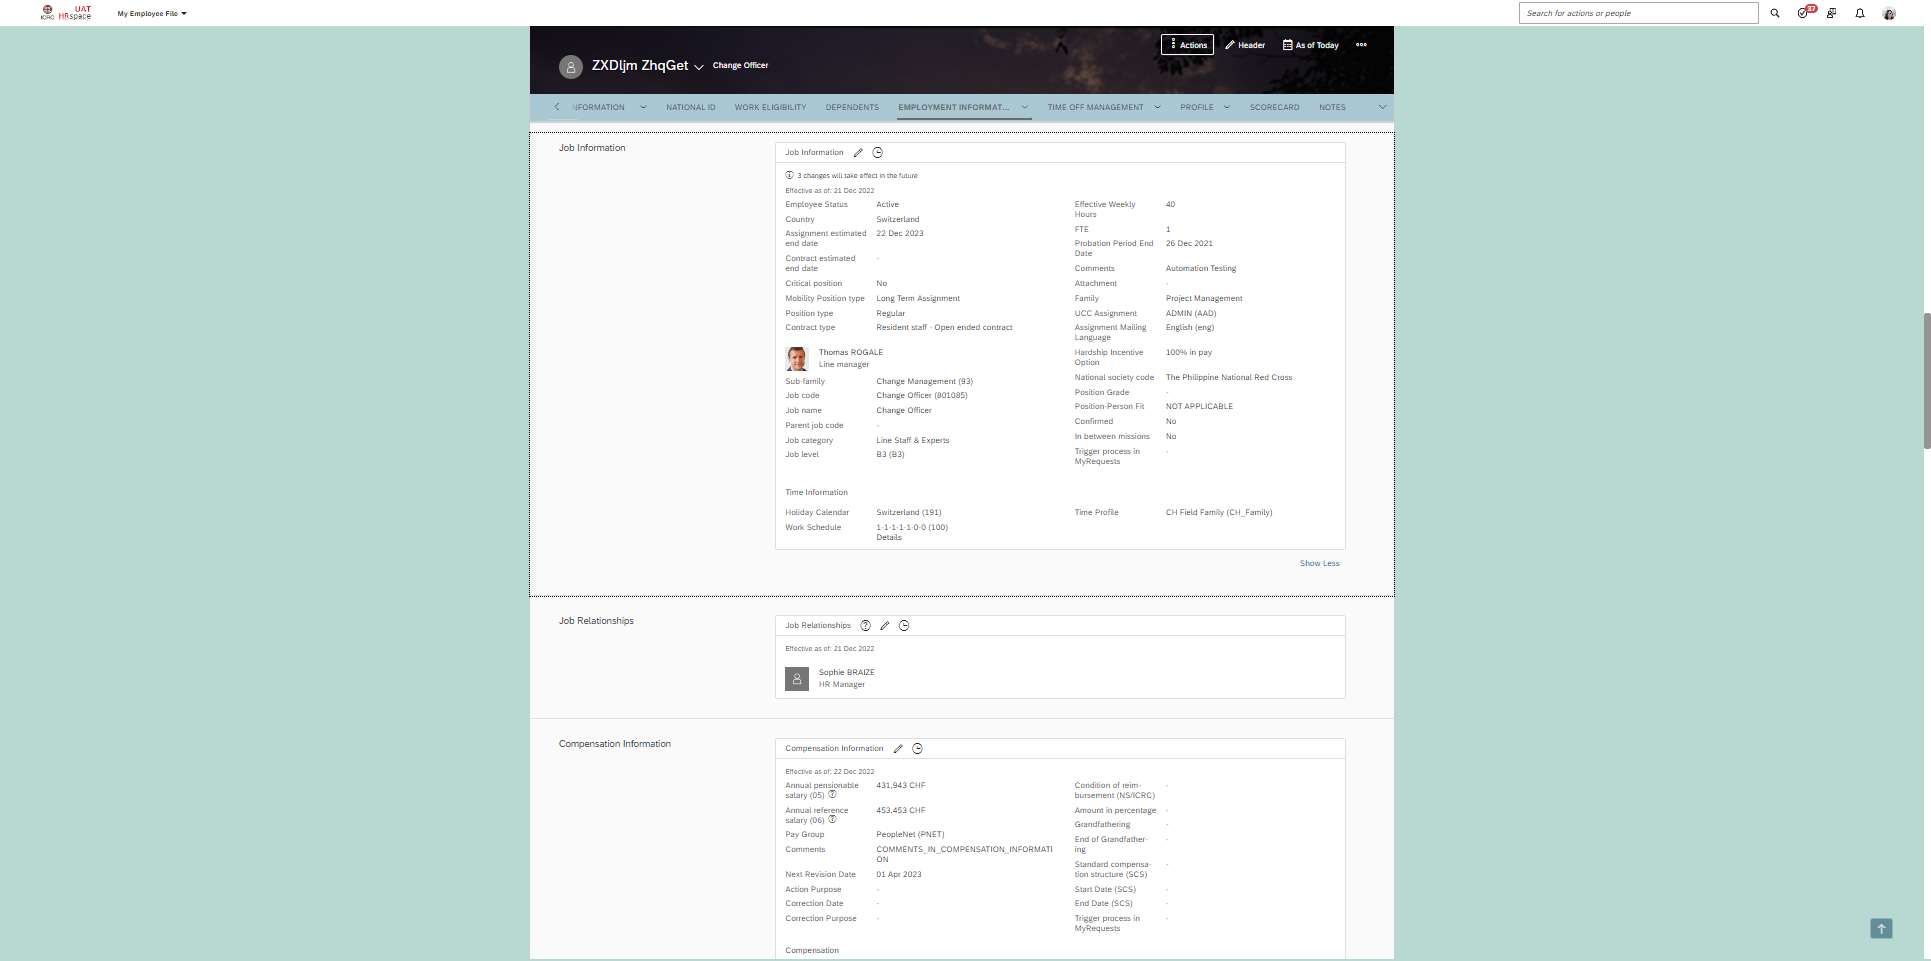 ICRC UAT HRspace
My Employee File
Search for actions or people
37
Actions
Header
As of Today
ZXDljm ZhqGet
Change Officer
NFORMATION
NATIONAL ID
WORK ELIGIBILITY
DEPENDENTS
EMPLOYMENT INFORMAT...
TIME OFF MANAGEMENT
PROFILE
SCORECARD
NOTES
Job Information
Job Information
3 changes will take effect in the future
Effective as of: 21 Dec 2022
Employee Status Active
Country Switzerland
Assignment estimated 22 Dec 2023
end date
Contract estimated -
end date
Critical position No
Mobility Position type Long Term Assignment
Position type Regular
Contract type Resident staff - Open ended contract
Thomas ROGALE
Line manager
Sub-family Change Management (93)
Job code Change Officer (801085)
Job name Change Officer
Parent job code -
Job category Line Staff & Experts
Job level B3 (B3)
Effective Weekly 40
Hours
FTE 1
Probation Period End 26 Dec 2021
Date
Comments Automation Testing
Attachment -
Family Project Management
UCC Assignment ADMIN (AAD)
Assignment Mailing English (eng)
Language
Hardship Incentive 100% in pay
Option
National society code The Philippine National Red Cross
Position Grade -
Position-Person Fit NOT APPLICABLE
Confirmed No
In between missions No
Trigger process in -
MyRequests
Time Information
Holiday Calendar Switzerland (191)
Work Schedule 1-1-1-1-1-0-0 (100)
Details
Time Profile CH Field Family (CH_Family)
Show Less
Job Relationships
Job Relationships
Effective as of: 21 Dec 2022
Sophie BRAIZE
HR Manager
Compensation Information
Compensation Information
Effective as of: 22 Dec 2022
Annual pensionable 431,943 CHF
salary (05)
Annual reference 453,453 CHF
salary (06)
Pay Group PeopleNet (PNET)
Comments COMMENTS_IN_COMPENSATION_INFORMATI
ON
Next Revision Date 01 Apr 2023
Action Purpose -
Correction Date -
Correction Purpose -
Condition of reim- -
bursement (NS/ICRC)
Amount in percentage -
Grandfathering -
End of Grandfather- -
ing
Standard compensa- -
tion structure (SCS)
Start Date (SCS) -
End Date (SCS) -
Trigger process in -
MyRequests
Compensation